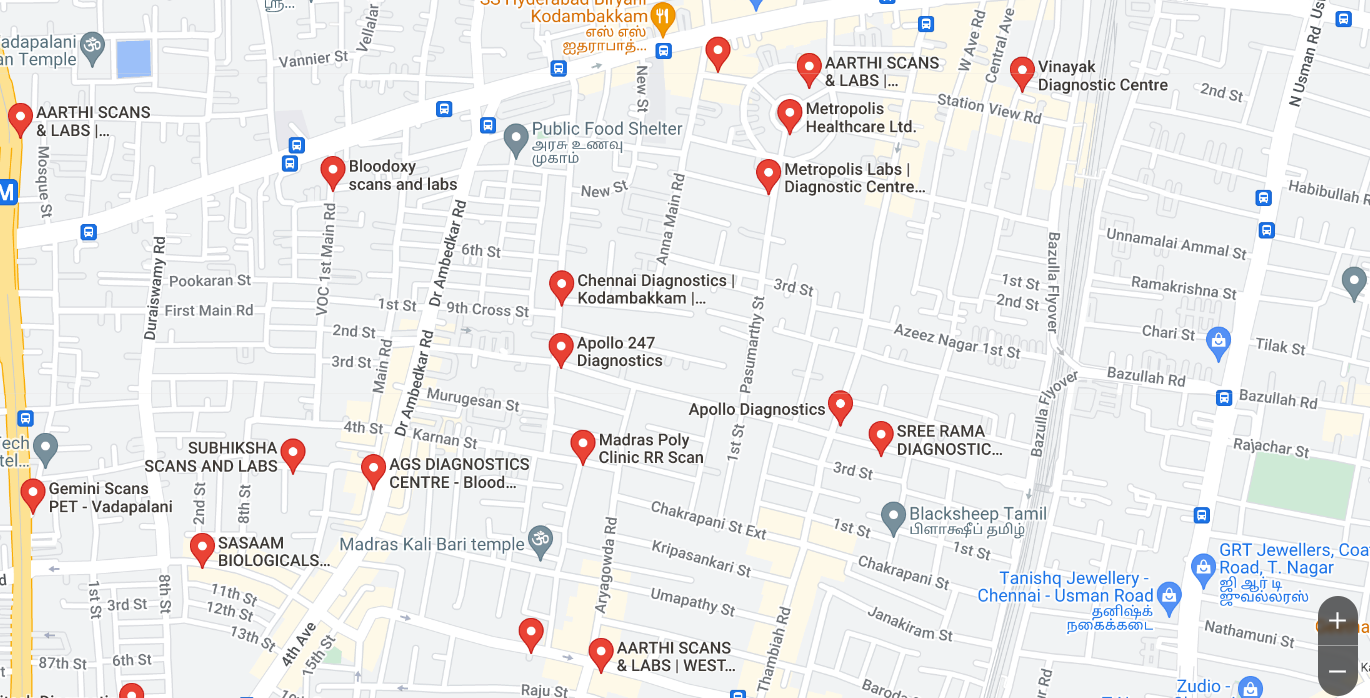 SS Hyderabad Biryani
Kodambakkam
எஸ் எஸ்
ஐதராபாத்...
Vadapalani
an Temple
Vannier St
Vellalar
New St
W Ave Rd
Central Ave
N Usman Rd
AARTHI SCANS
& LABS |...
Vinayak
Diagnostic Centre
2nd St
Station View Rd
AARTHI SCANS
& LABS |...
Metropolis
Healthcare Ltd.
Public Food Shelter
அரசு உணவு
முகாம்
Mosque St
M
Bloodoxy
scans and labs
Metropolis Labs |
Diagnostic Centre...
New St
Habibullah R
Anna Main Rd
Dr Ambedkar Rd
VOC 1st Main Rd
Duraiswamy Rd
6th St
Unnamalai Ammal St
Bazulla Flyover
Pookaran St
Chennai Diagnostics |
Kodambakkam |...
3rd St
1st St
2nd St
Ramakrishna St
First Main Rd
1st St
9th Cross St
Pasumarthy St
Azeez Nagar 1st St
Chari St
Tilak St
2nd St
3rd St
Main Rd
Dr Ambedkar Rd
Apollo 247
Diagnostics
Bazullah Rd
Bazullah Rd
Bazulla Flyover
Murugesan St
Apollo Diagnostics
1st St
SREE RAMA
DIAGNOSTIC...
4th St
Karnan St
Madras Poly
Clinic RR Scan
Rajachar St
Tech
tel...
SUBHIKSHA
SCANS AND LABS
AGS DIAGNOSTICS
CENTRE - Blood...
3rd St
Gemini Scans
PET - Vadapalani
2nd St
8th St
Chakrapani St Ext
1st St
Blacksheep Tamil
பிளாக்ஷீப் தமிழ்
1st St
SASAAM
BIOLOGICALS...
Madras Kali Bari temple
Aryagowda Rd
Kripasankari St
Chakrapani St
GRT Jewellers, Coa
Road, T. Nagar
ஜி ஆர் டி
ஜுவல்லர்ஸ்
Tanishq Jewellery -
Chennai - Usman Road
தனிஷ்க்
நகைக்கடை
1st St
8th St
3rd St
11th St
12th St
13th St
Umapathy St
Janakiram St
Nathamuni St
4th Ave
15th St
87th St
6th St
AARTHI SCANS
& LABS | WEST...
Thambiah Rd
Raju St
Baroda
Zudio -
+
−